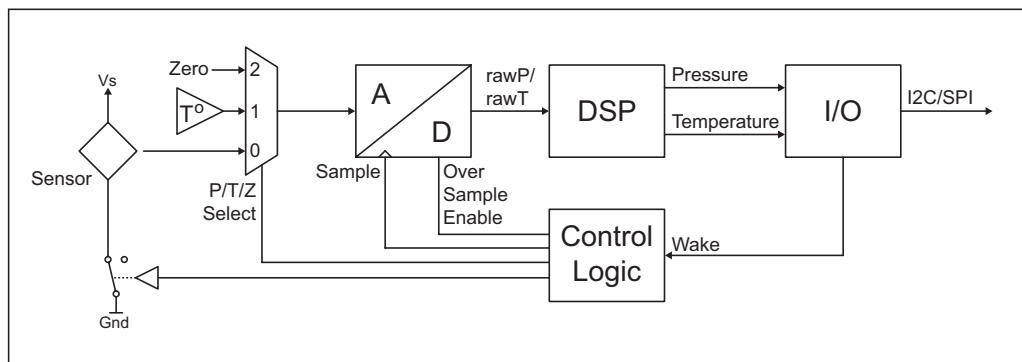 Vs
Zero
2
T°
1
0
Sensor
P/T/Z
Select
A
D
Sample
Over
Sample
Enable
rawP/
rawT
DSP
Pressure
Temperature
I/O
I2C/SPI
Control
Logic
Wake
Gnd